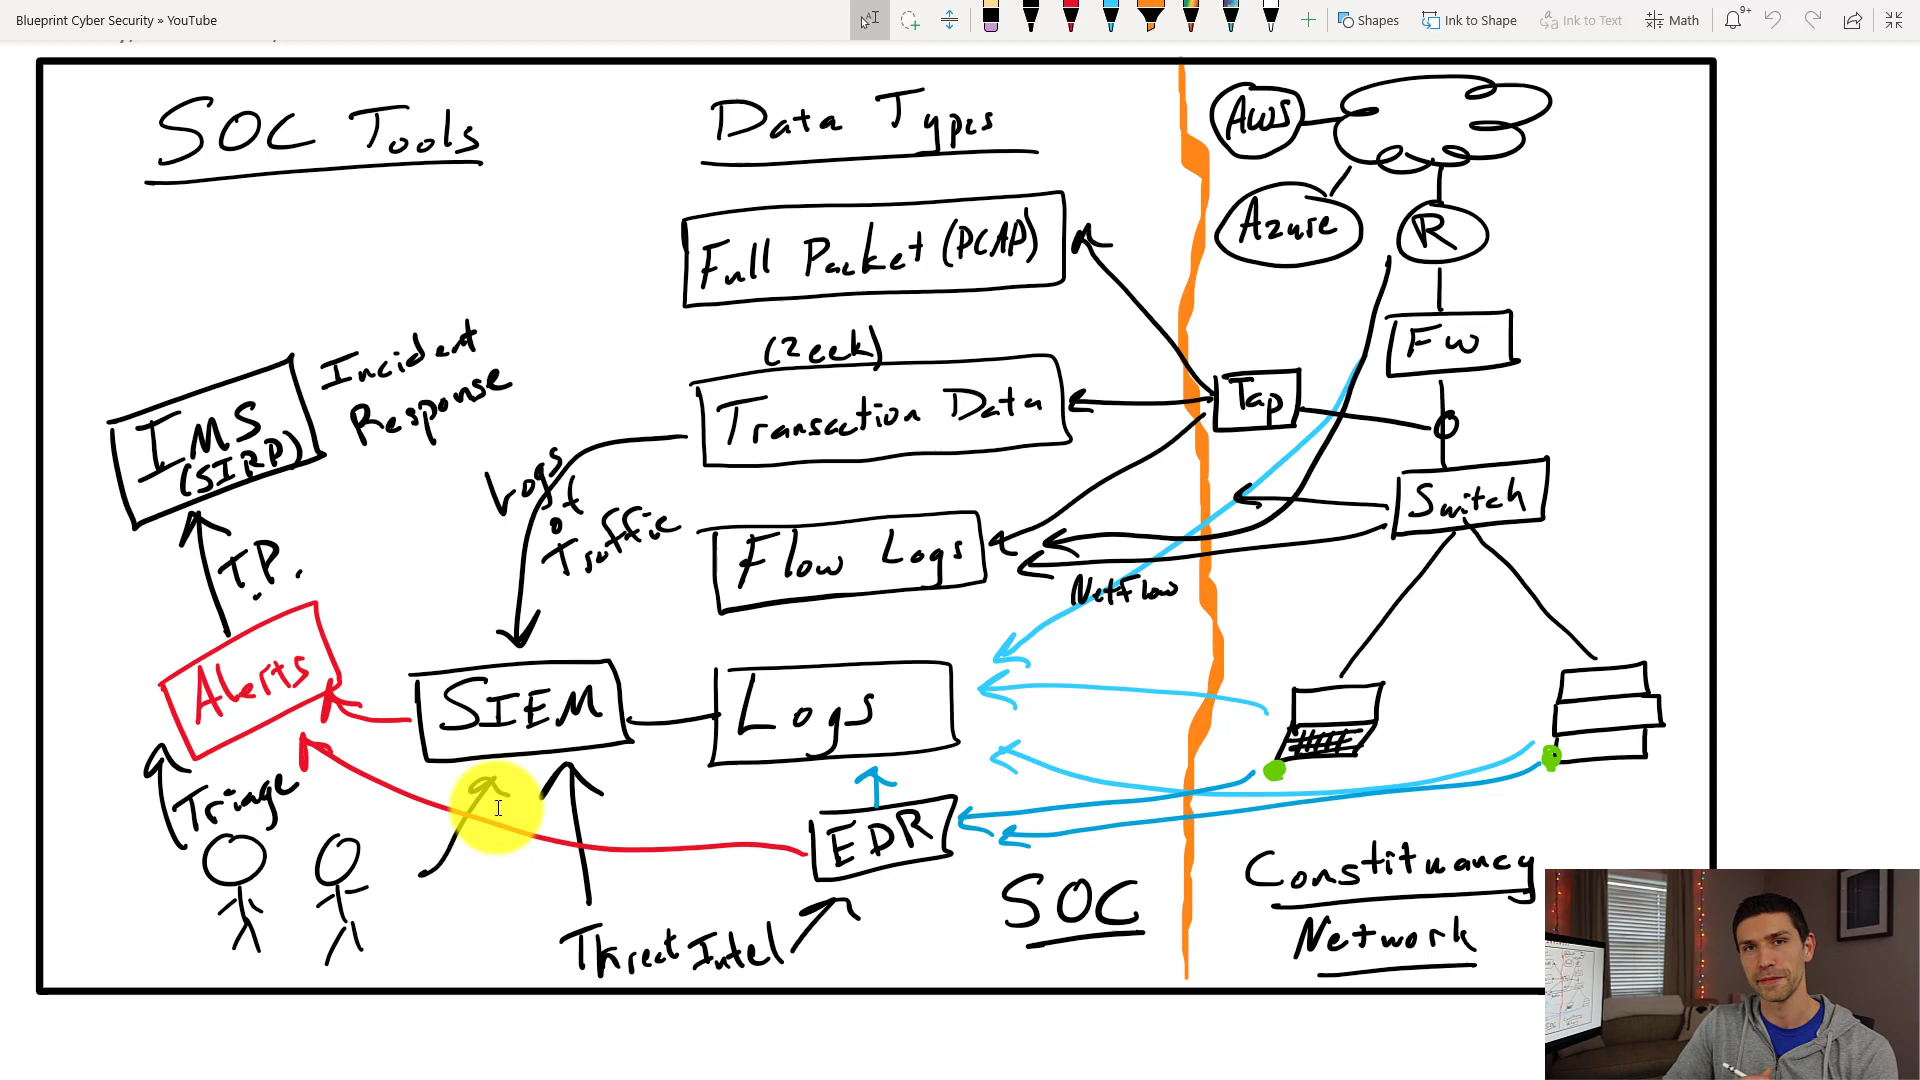 Blueprint Cyber Security » YouTube
Shapes
Ink to Shape
Ink to Text
Math
9+
SOC Tools
Data Types
AWS
Azure
R
Full Packet (PCAP)
(Zeek)
Fw
Incident
Response
IMS
(SIRP)
Transaction Data
Tap
Logs
of
Traffic
Switch
Flow Logs
NetFlow
T.P.
Alerts
SIEM
Logs
Triage
EDR
SOC
Constituancy
Network
Threat Intel